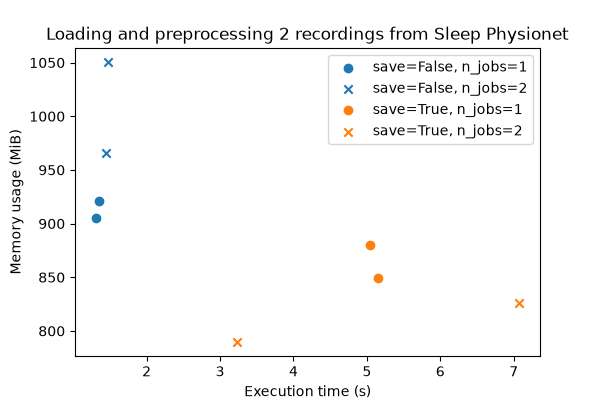 Loading and preprocessing 2 recordings from Sleep Physionet
save=False, n_jobs=1
save=False, n_jobs=2
save=True, n_jobs=1
save=True, n_jobs=2
Memory usage (MiB)
1050
1000
950
900
850
800
2 3 4 5 6 7
Execution time (s)